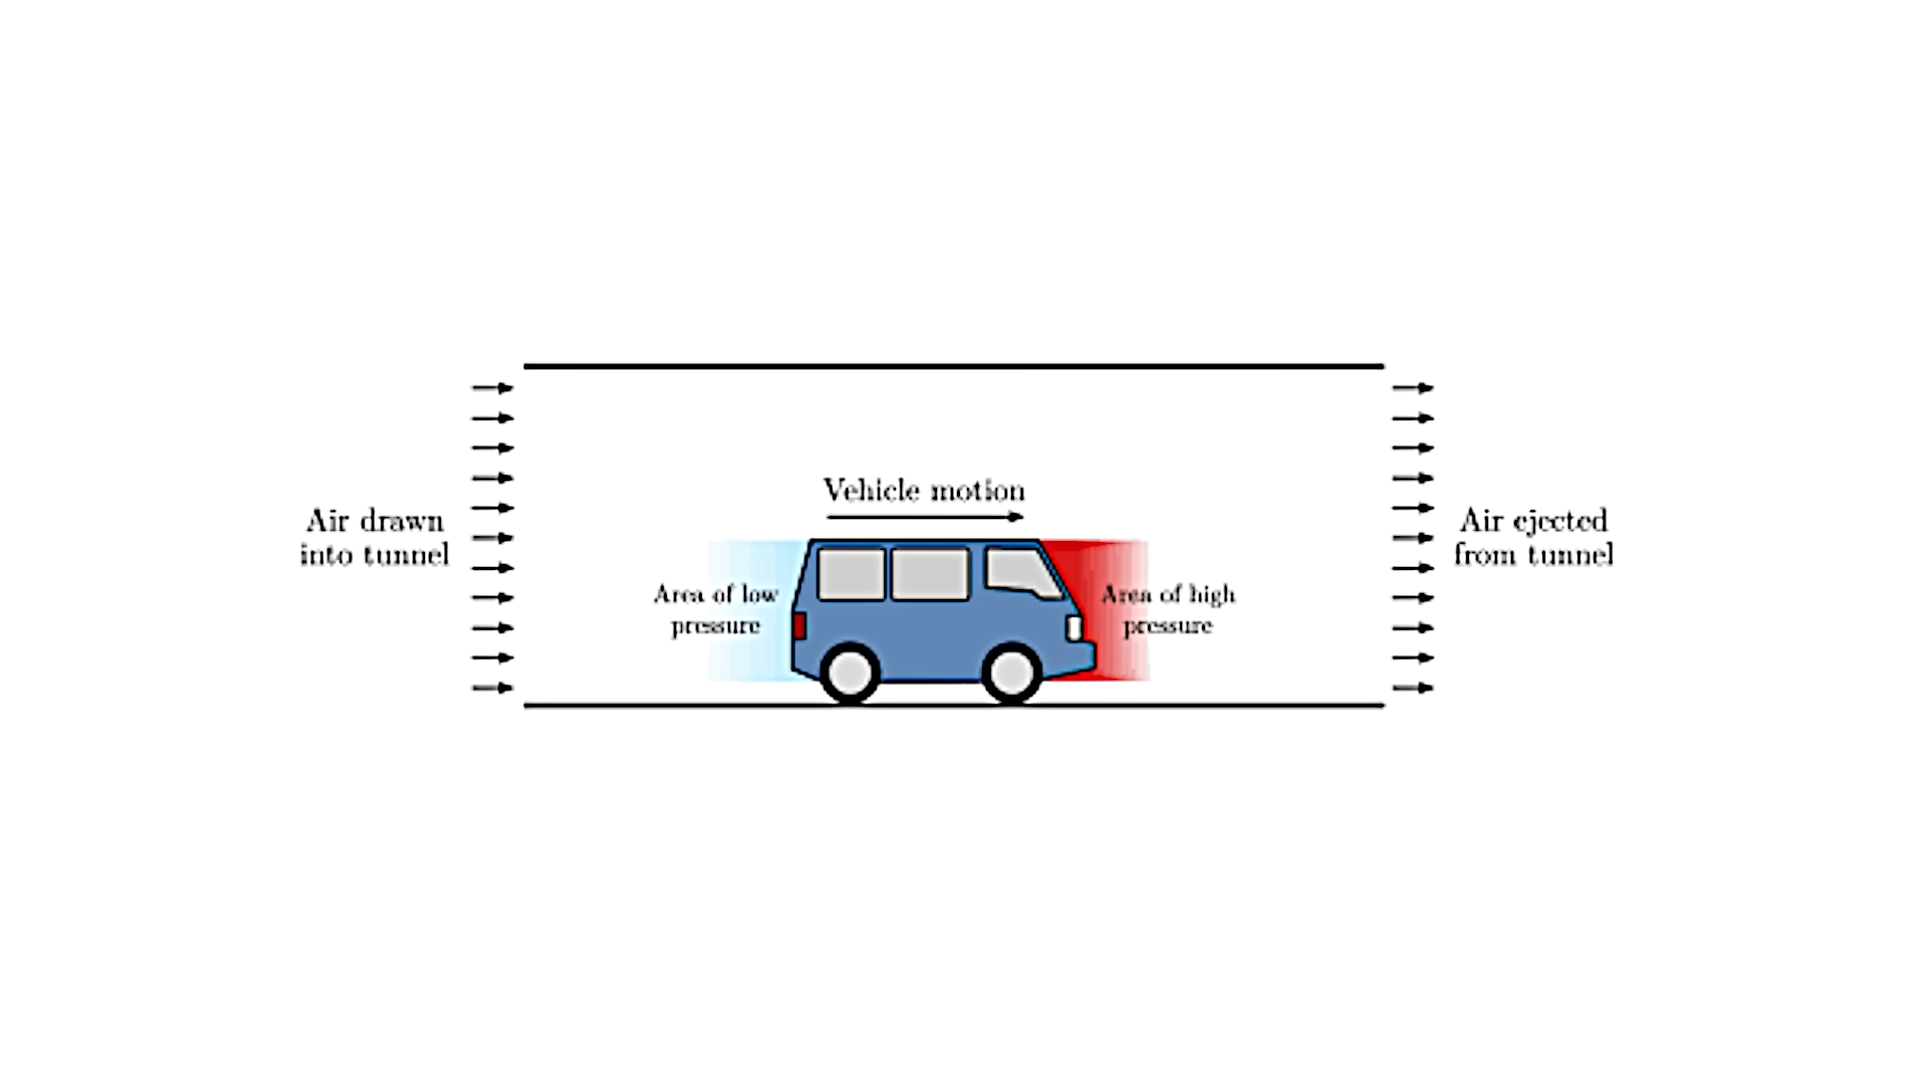 Vehicle motion
Air drawn
into tunnel
Area of low
pressure
Area of high
pressure
Air ejected
from tunnel